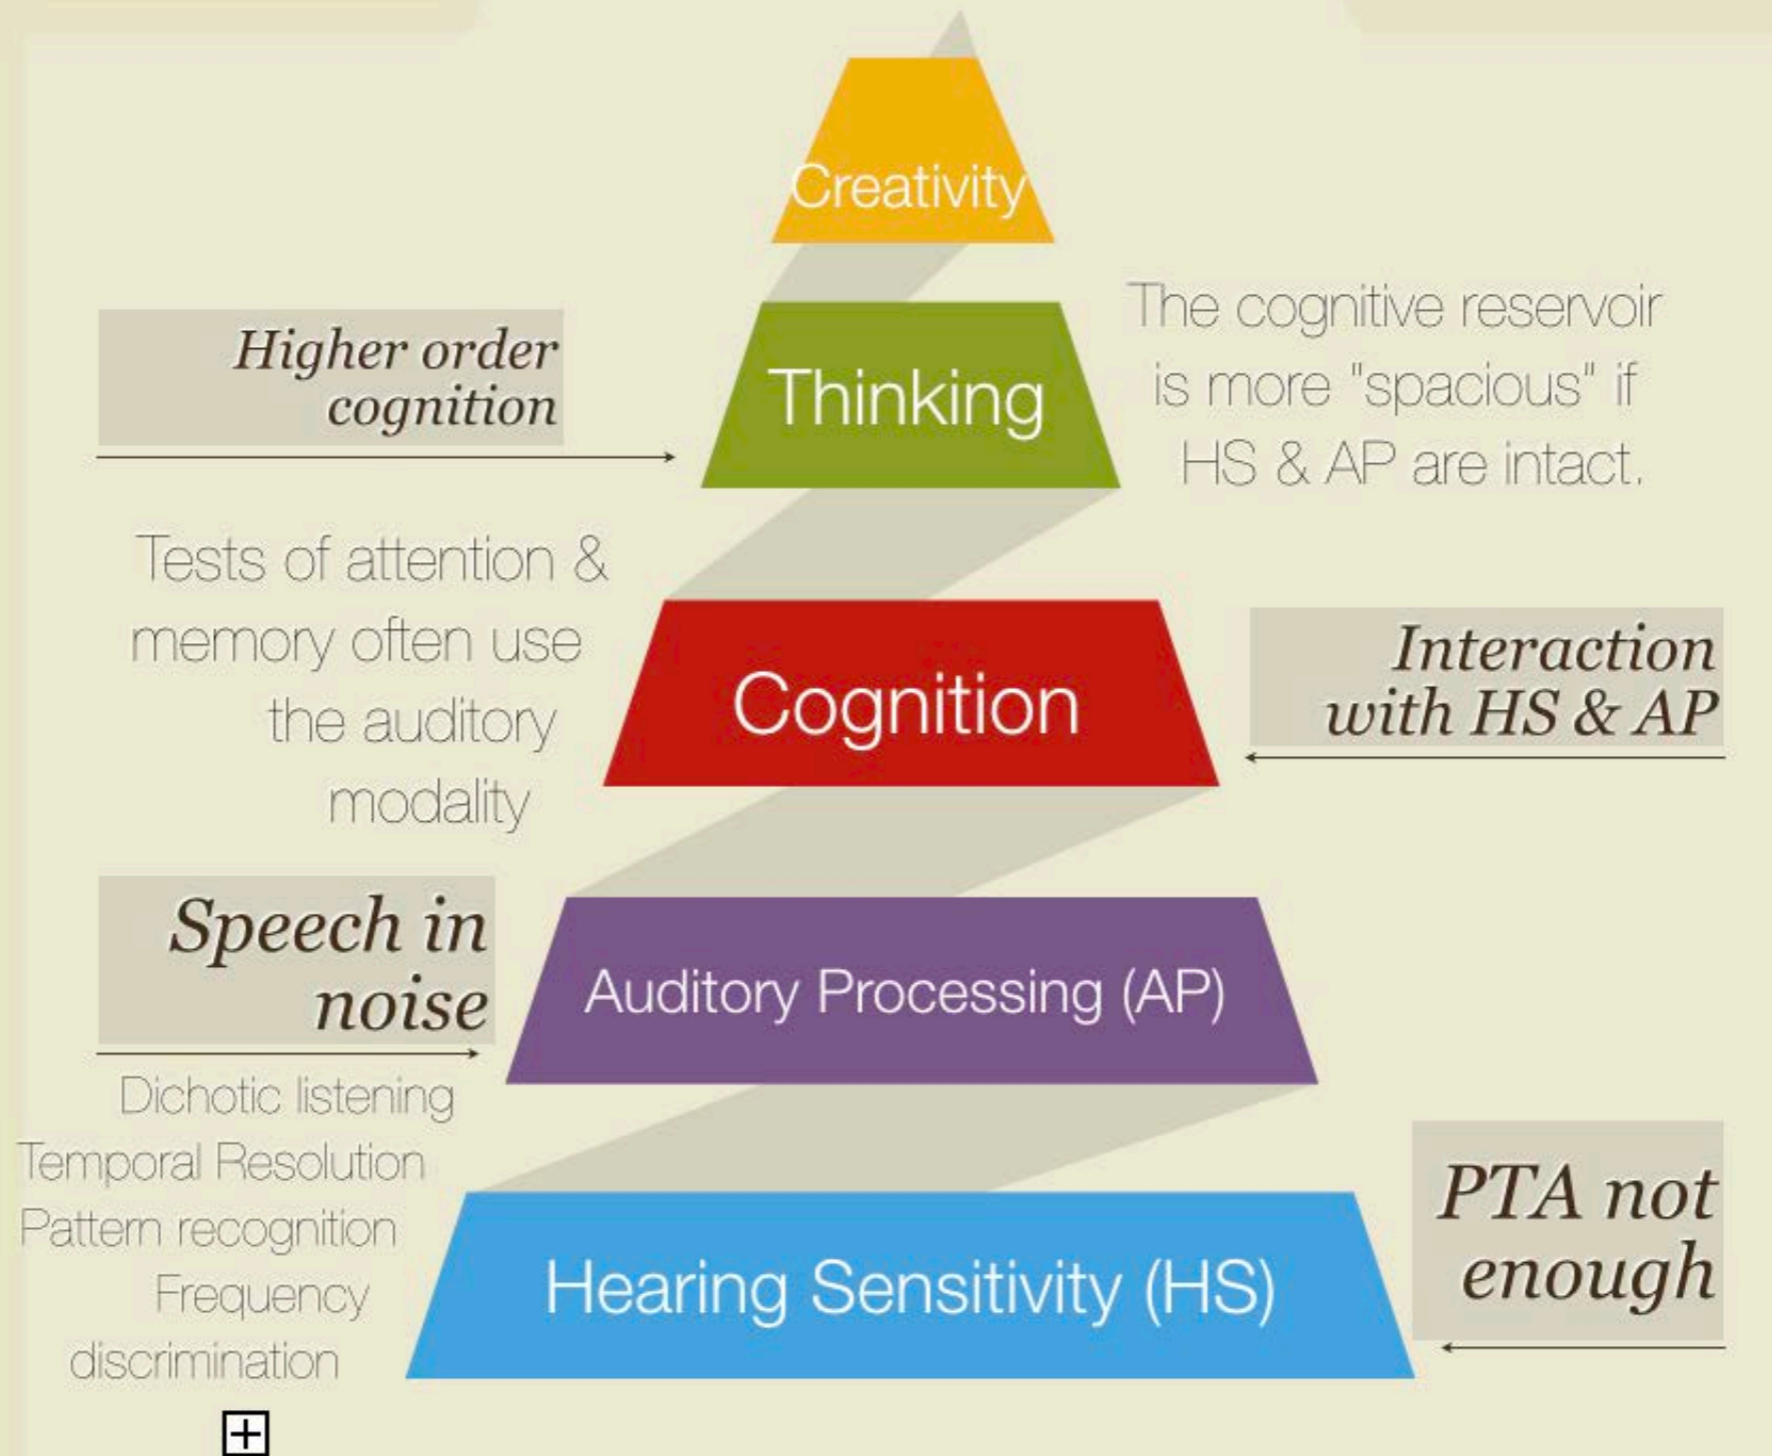 Creativity
Higher order
cognition
Thinking
The cognitive reservoir
is more "spacious" if
HS & AP are intact.
Tests of attention &
memory often use
the auditory
modality
Cognition
Interaction
with HS & AP
Speech in
noise
Auditory Processing (AP)
Dichotic listening
Temporal Resolution
Pattern recognition
Frequency
discrimination
Hearing Sensitivity (HS)
PTA not
enough